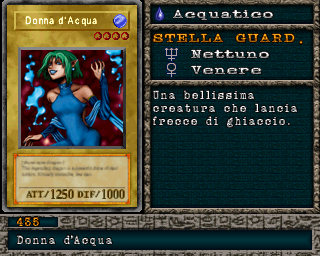 Donna d'Acqua
ATT/1250 DIF/1000
Acquatico
STELLA GUARD.
Nettuno
Venere
Una bellissima
creatura che lancia
frecce di ghiaccio.
435
Donna d'Acqua